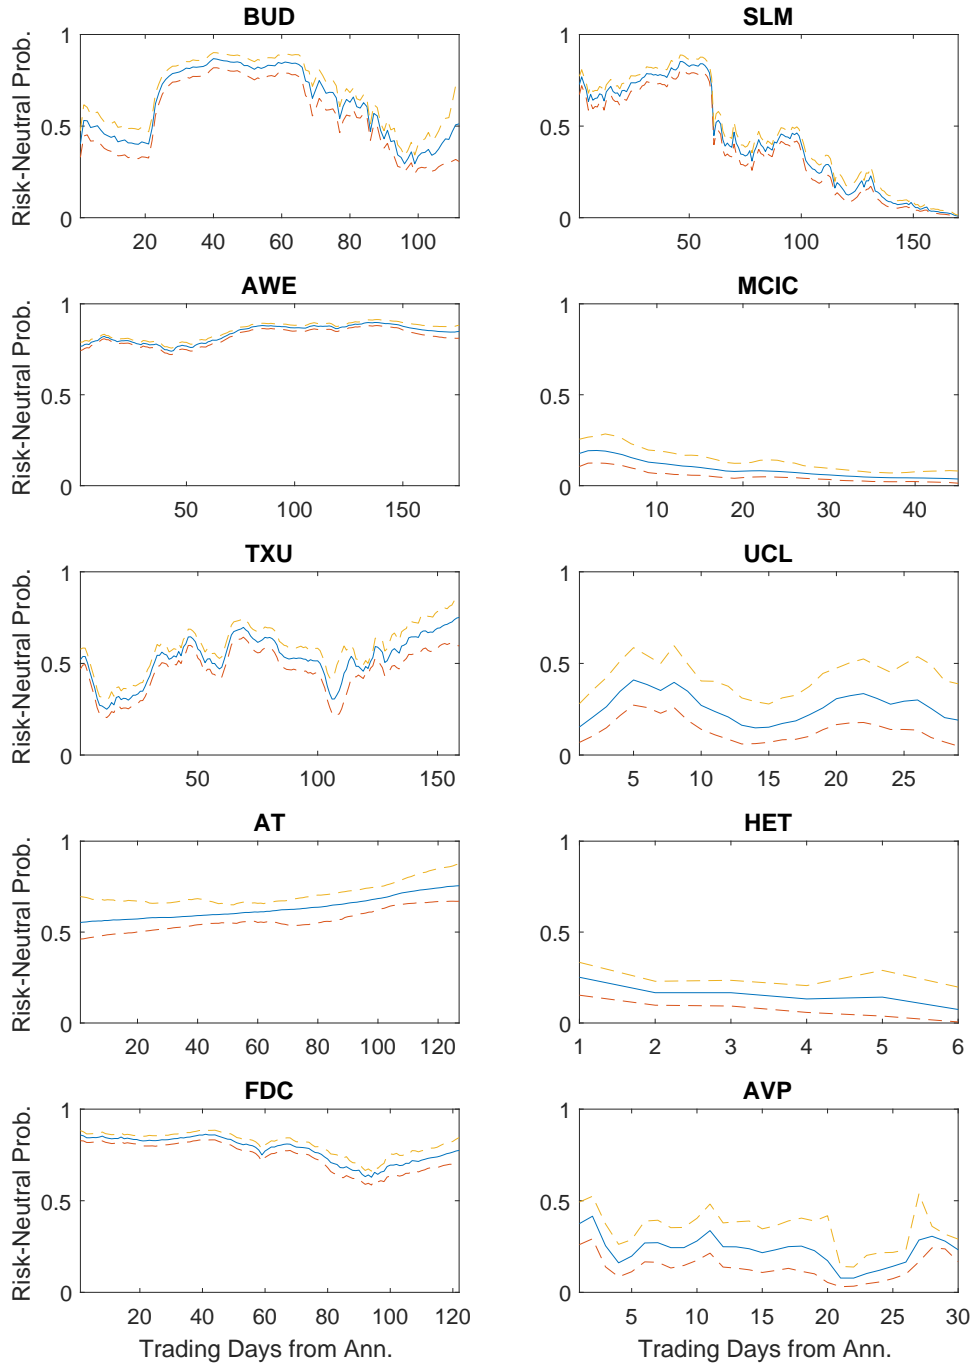 BUD
SLM
Risk-Neutral Prob.
1
0.5
0
20 40 60 80 100
1
0.5
0
50 100 150
AWE
MCIC
Risk-Neutral Prob.
1
0.5
0
50 100 150
1
0.5
0
10 20 30 40
TXU
UCL
Risk-Neutral Prob.
1
0.5
0
50 100 150
1
0.5
0
5 10 15 20 25
AT
HET
Risk-Neutral Prob.
1
0.5
0
20 40 60 80 100 120
1
0.5
0
1 2 3 4 5 6
FDC
AVP
Risk-Neutral Prob.
1
0.5
0
20 40 60 80 100 120
Trading Days from Ann.
1
0.5
0
5 10 15 20 25 30
Trading Days from Ann.